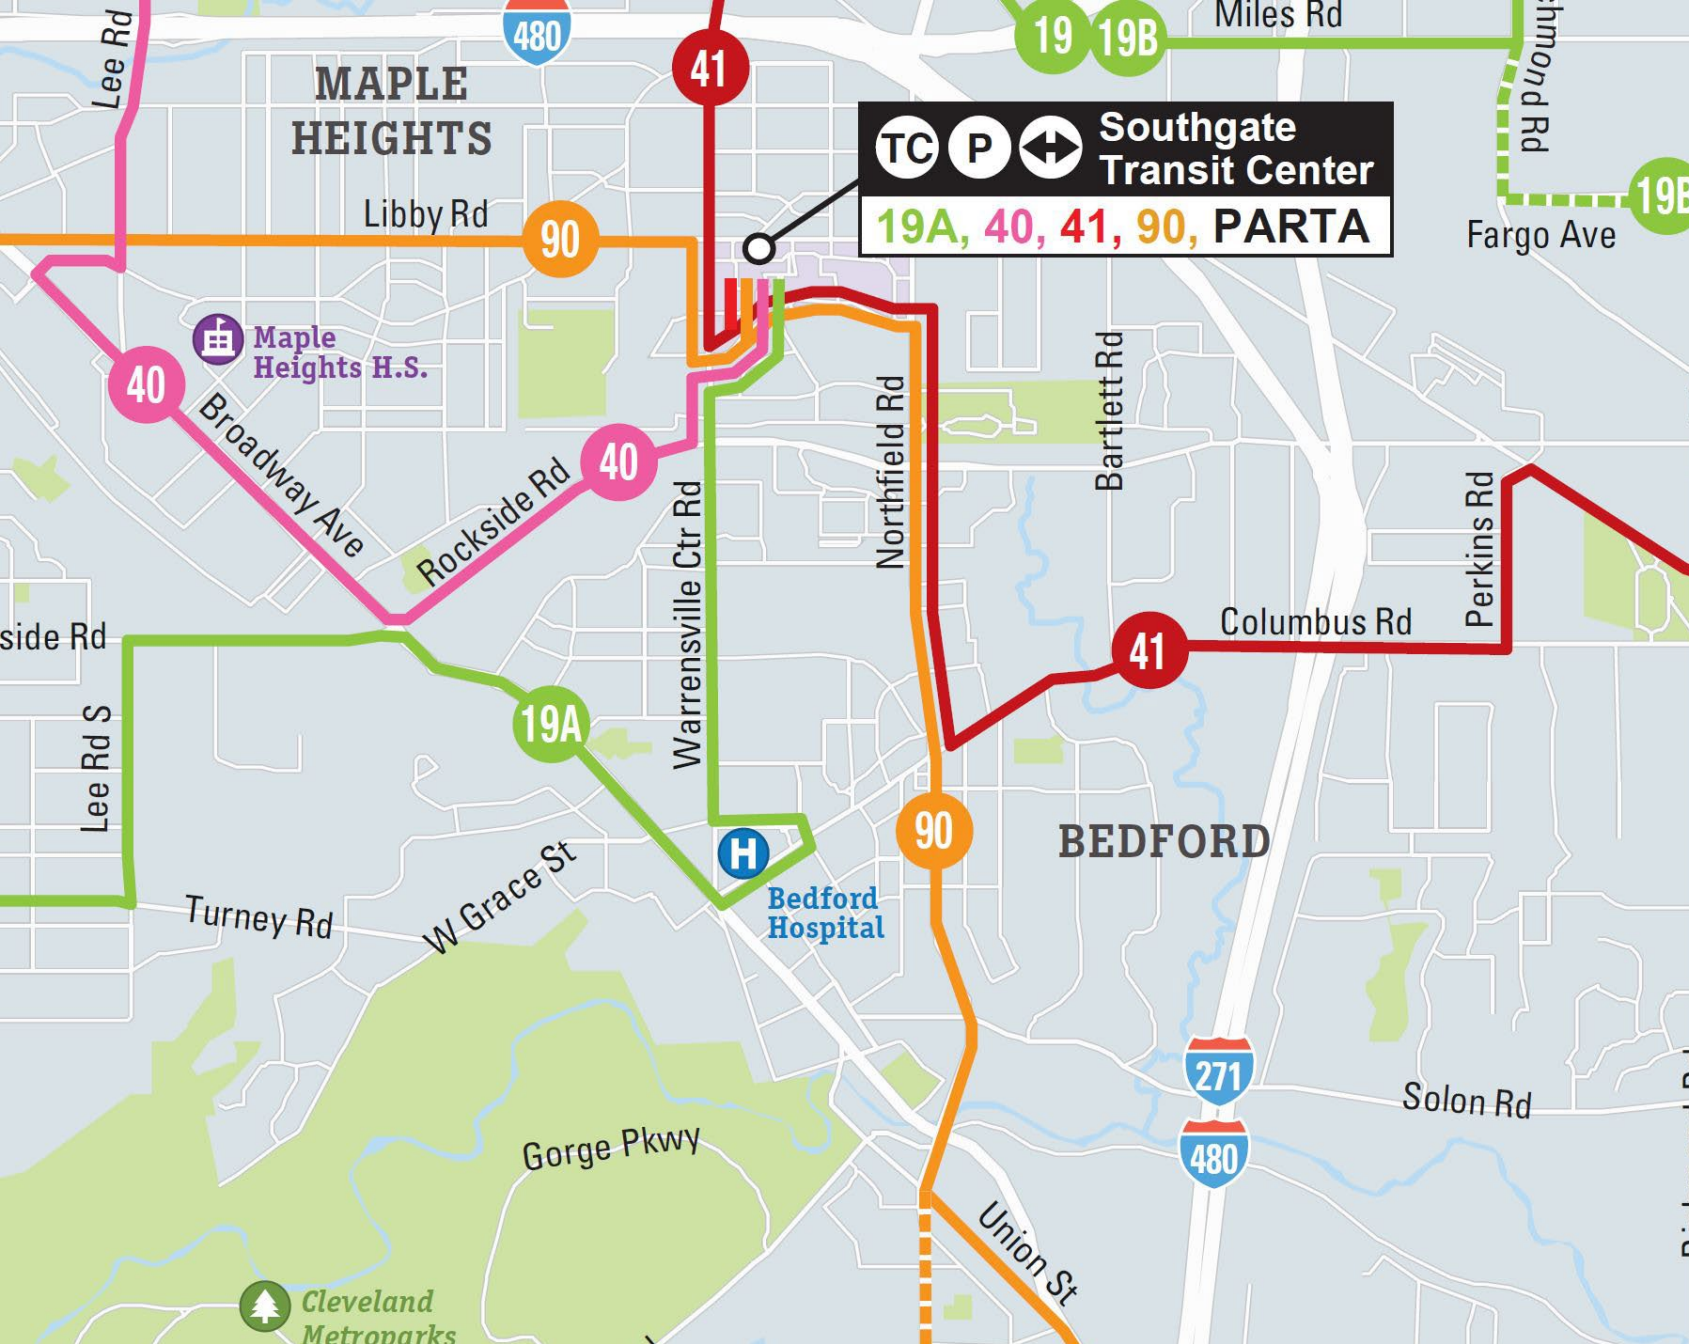 Lee Rd
480
MAPLE
HEIGHTS
41
19
19B
Miles Rd
hmond Rd
TC P Southgate
Transit Center
19A, 40, 41, 90, PARTA
19B
Fargo Ave
Libby Rd
90
Maple
Heights H.S.
40
Broadway Ave
Rockside Rd
40
Warrensville Ctr Rd
Northfield Rd
Bartlett Rd
Perkins Rd
Columbus Rd
41
side Rd
Lee Rd S
19A
90
BEDFORD
H
Bedford
Hospital
Turney Rd
W Grace St
271
480
Solon Rd
Gorge Pkwy
Union St
Cleveland
Metroparks